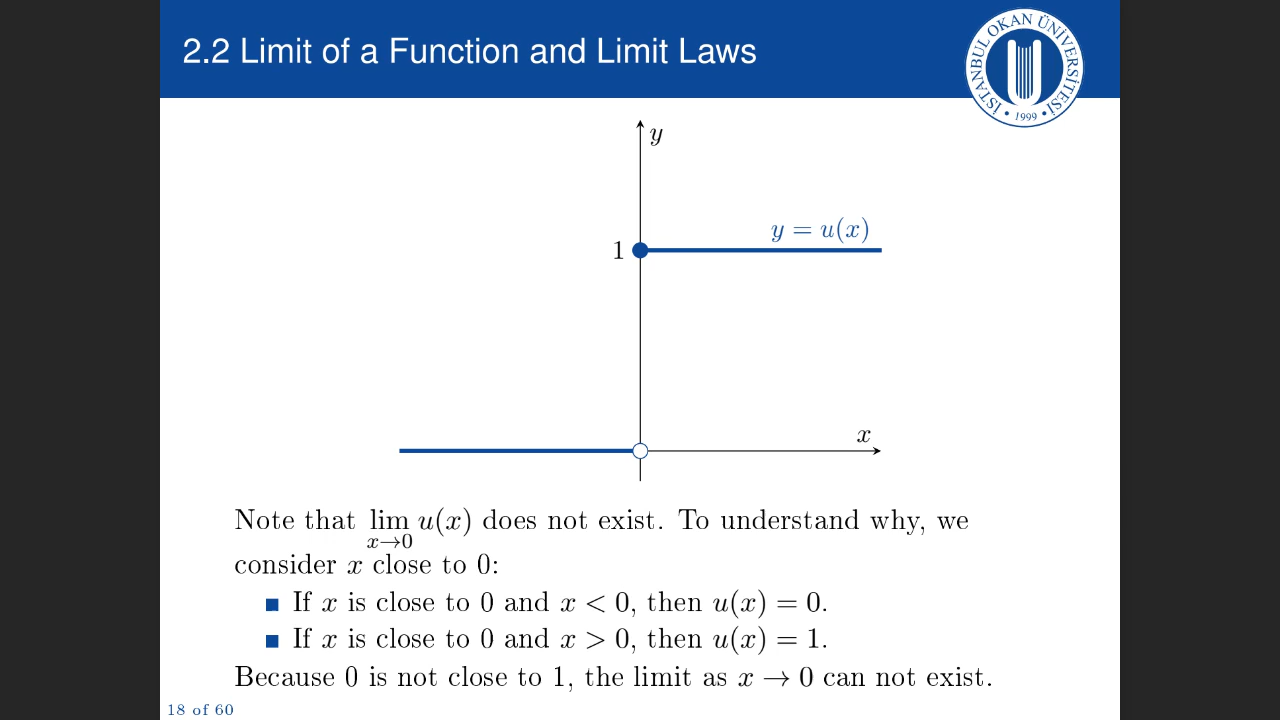 2.2 Limit of a Function and Limit Laws
İSTANBUL OKAN ÜNİVERSİTESİ
• 1999 •
y
y = u(x)
1
x
Note that lim u(x) does not exist. To understand why, we
x→0
consider x close to 0:
If x is close to 0 and x < 0, then u(x) = 0.
If x is close to 0 and x > 0, then u(x) = 1.
Because 0 is not close to 1, the limit as x → 0 can not exist.
18 of 60